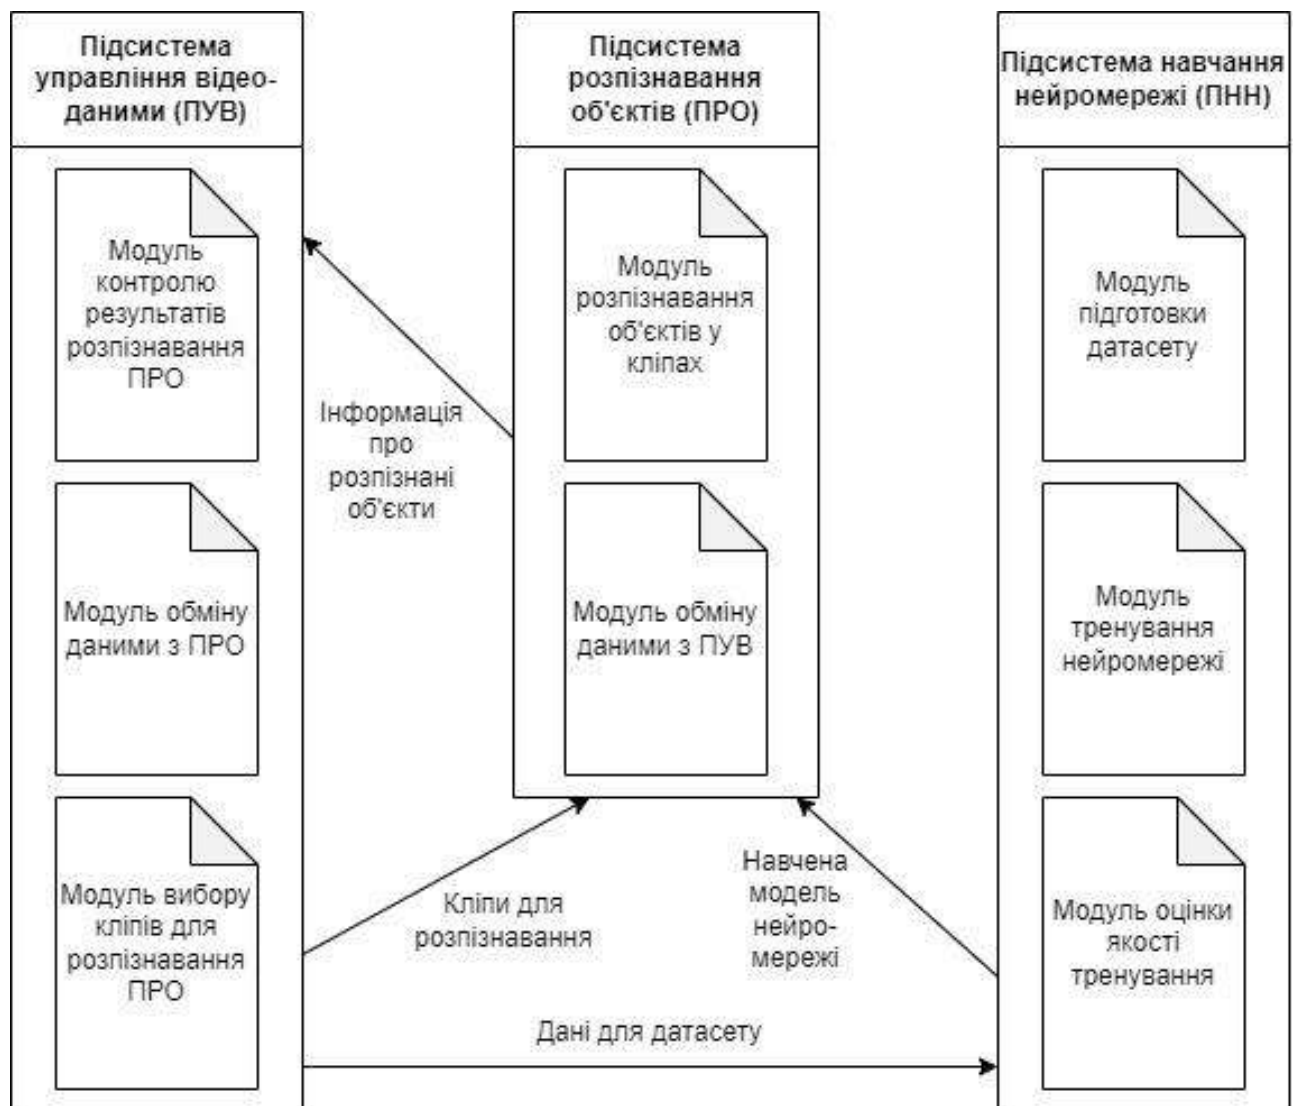 Підсистема
управління відео-
даними (ПУВ)
Модуль
контролю
результатів
розпізнавання
ПРО
Модуль обміну
даними з ПРО
Модуль вибору
кліпів для
розпізнавання
ПРО
Інформація
про
розпізнані
об'єкти
Підсистема
розпізнавання
об'єктів (ПРО)
Модуль
розпізнавання
об'єктів у
кліпах
Модуль обміну
даними з ПУВ
Кліпи для
розпізнавання
Навчена
модель
нейро-
мережі
Дані для датасету
Підсистема навчання
нейромережі (ПНН)
Модуль
підготовки
датасету
Модуль
тренування
нейромережі
Модуль оцінки
якості
тренування